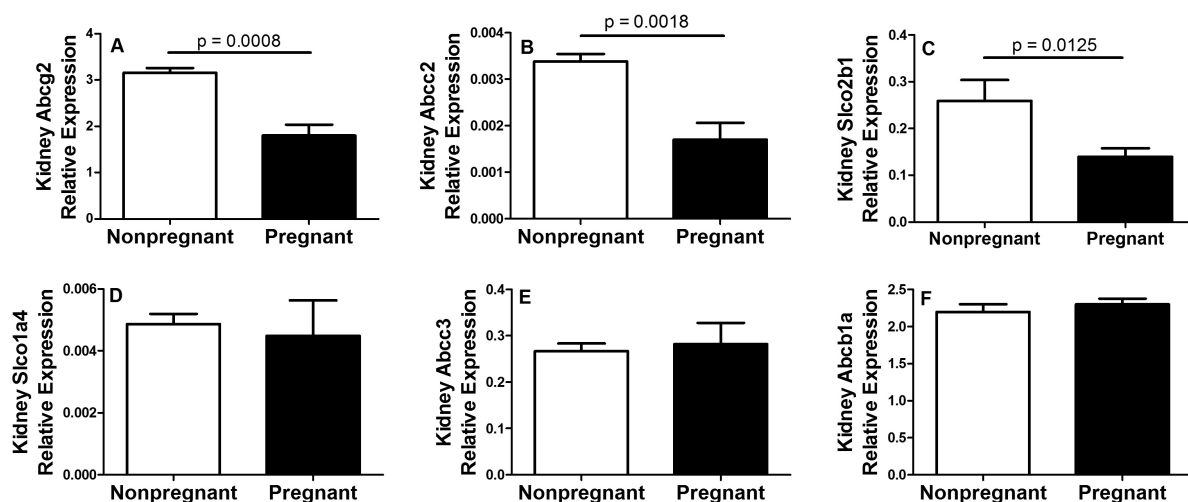 A
p = 0.0008
Kidney Abcg2
Relative Expression
4
3
2
1
0
Nonpregnant Pregnant
B
p = 0.0018
Kidney Abcc2
Relative Expression
0.004
0.003
0.002
0.001
0.000
Nonpregnant Pregnant
C
p = 0.0125
Kidney Slco2b1
Relative Expression
0.4
0.3
0.2
0.1
0.0
Nonpregnant Pregnant
D
Kidney Slco1a4
Relative Expression
0.006
0.004
0.002
0.000
Nonpregnant Pregnant
E
Kidney Abcc3
Relative Expression
0.4
0.3
0.2
0.1
0.0
Nonpregnant Pregnant
F
Kidney Abcb1a
Relative Expression
2.5
2.0
1.5
1.0
0.5
0.0
Nonpregnant Pregnant